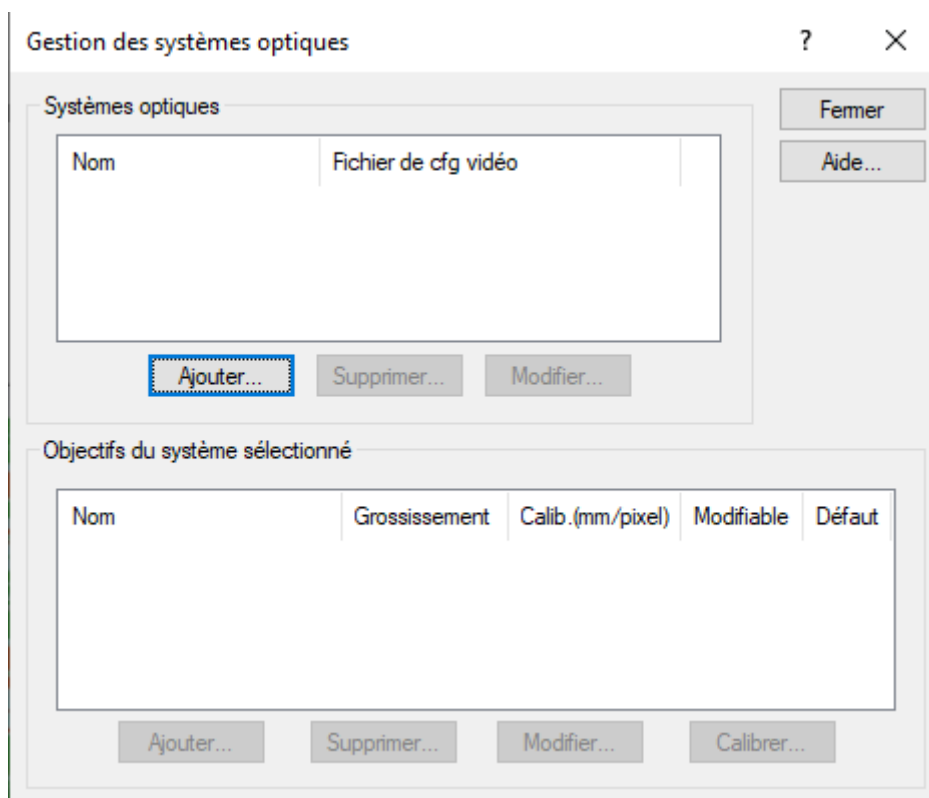 Gestion des systèmes optiques ? ×
Systèmes optiques
Fermer
Nom Fichier de cfg vidéo
Aide...
Ajouter... Supprimer... Modifier...
Objectifs du système sélectionné
Nom Grossissement Calib.(mm/pixel) Modifiable Défaut
Ajouter... Supprimer... Modifier... Calibrer...